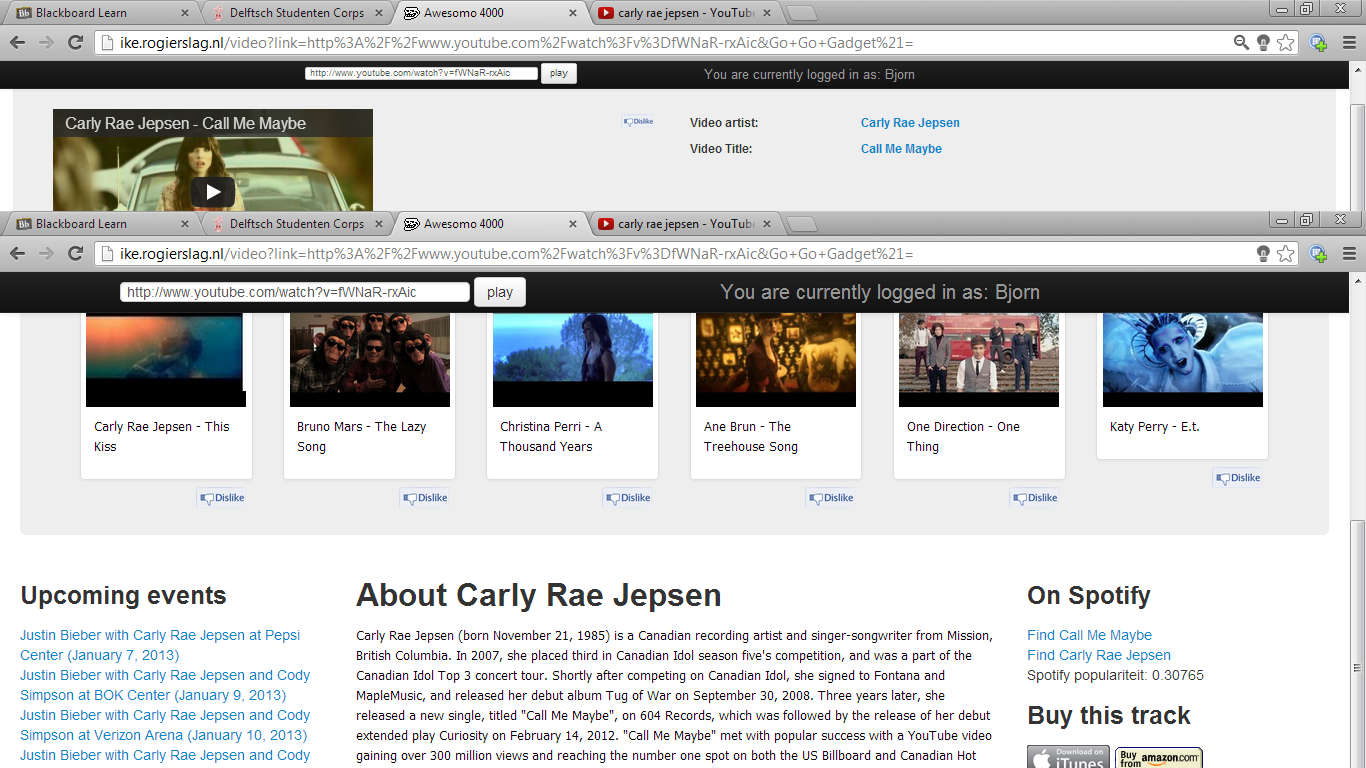 Blackboard Learn
Delftsch Studenten Corps
Awesomo 4000
carly rae jepsen - YouTube
ike.rogierslag.nl/video?link=http%3A%2F%2Fwww.youtube.com%2Fwatch%3Fv%3DfWNaR-rxAic&Go+Go+Gadget%21=
http://www.youtube.com/watch?v=fWNaR-rxAic
play
You are currently logged in as: Bjorn
Carly Rae Jepsen - Call Me Maybe
Dislike
Video artist:
Carly Rae Jepsen
Video Title:
Call Me Maybe
Blackboard Learn
Delftsch Studenten Corps
Awesomo 4000
carly rae jepsen - YouTube
ike.rogierslag.nl/video?link=http%3A%2F%2Fwww.youtube.com%2Fwatch%3Fv%3DfWNaR-rxAic&Go+Go+Gadget%21=
http://www.youtube.com/watch?v=fWNaR-rxAic
play
You are currently logged in as: Bjorn
Carly Rae Jepsen - This
Kiss
Dislike
Bruno Mars - The Lazy
Song
Dislike
Christina Perri - A
Thousand Years
Dislike
Ane Brun - The
Treehouse Song
Dislike
One Direction - One
Thing
Dislike
Katy Perry - E.t.
Dislike
Upcoming events
Justin Bieber with Carly Rae Jepsen at Pepsi
Center (January 7, 2013)
Justin Bieber with Carly Rae Jepsen and Cody
Simpson at BOK Center (January 9, 2013)
Justin Bieber with Carly Rae Jepsen and Cody
Simpson at Verizon Arena (January 10, 2013)
Justin Bieber with Carly Rae Jepsen and Cody
About Carly Rae Jepsen
Carly Rae Jepsen (born November 21, 1985) is a Canadian recording artist and singer-songwriter from Mission,
British Columbia. In 2007, she placed third in Canadian Idol season five's competition, and was a part of the
Canadian Idol Top 3 concert tour. Shortly after competing on Canadian Idol, she signed to Fontana and
MapleMusic, and released her debut album Tug of War on September 30, 2008. Three years later, she
released a new single, titled "Call Me Maybe", on 604 Records, which was followed by the release of her debut
extended play Curiosity on February 14, 2012. "Call Me Maybe" met with popular success with a YouTube video
gaining over 300 million views and reaching the number one spot on both the US Billboard and Canadian Hot
On Spotify
Find Call Me Maybe
Find Carly Rae Jepsen
Spotify populariteit: 0.30765
Buy this track
Download on
iTunes
Buy
from amazon.com